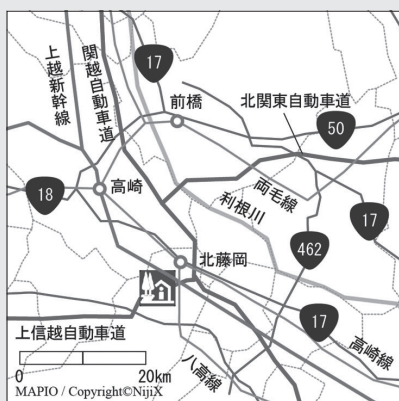 上越新幹線
関越自動車道
17
前橋
北関東自動車道
50
18
高崎
両毛線
利根川
17
462
北藤岡
17
上信越自動車道
八高線
高崎線
0 20km
MAPIO / Copyright©NijiX